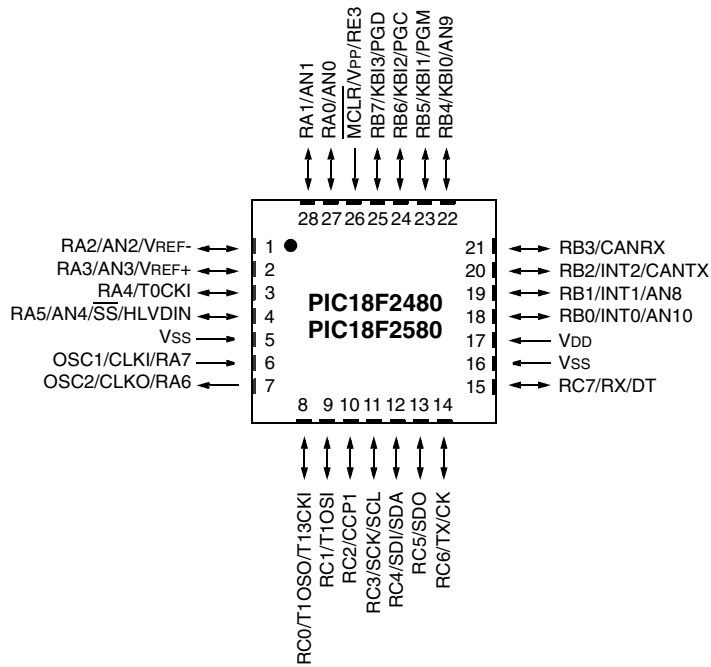 RA1/AN1
RA0/AN0
MCLR/VPP/RE3
RB7/KBI3/PGD
RB6/KBI2/PGC
RB5/KBI1/PGM
RB4/KBI0/AN9
28 27 26 25 24 23 22
RA2/AN2/VREF- 1
RA3/AN3/VREF+ 2
RA4/T0CKI 3
RA5/AN4/SS/HLVDIN 4
VSS 5
OSC1/CLKI/RA7 6
OSC2/CLKO/RA6 7
PIC18F2480
PIC18F2580
21 RB3/CANRX
20 RB2/INT2/CANTX
19 RB1/INT1/AN8
18 RB0/INT0/AN10
17 VDD
16 VSS
15 RC7/RX/DT
8 9 10 11 12 13 14
RC0/T1OSO/T13CKI
RC1/T1OSI
RC2/CCP1
RC3/SCK/SCL
RC4/SDI/SDA
RC5/SDO
RC6/TX/CK